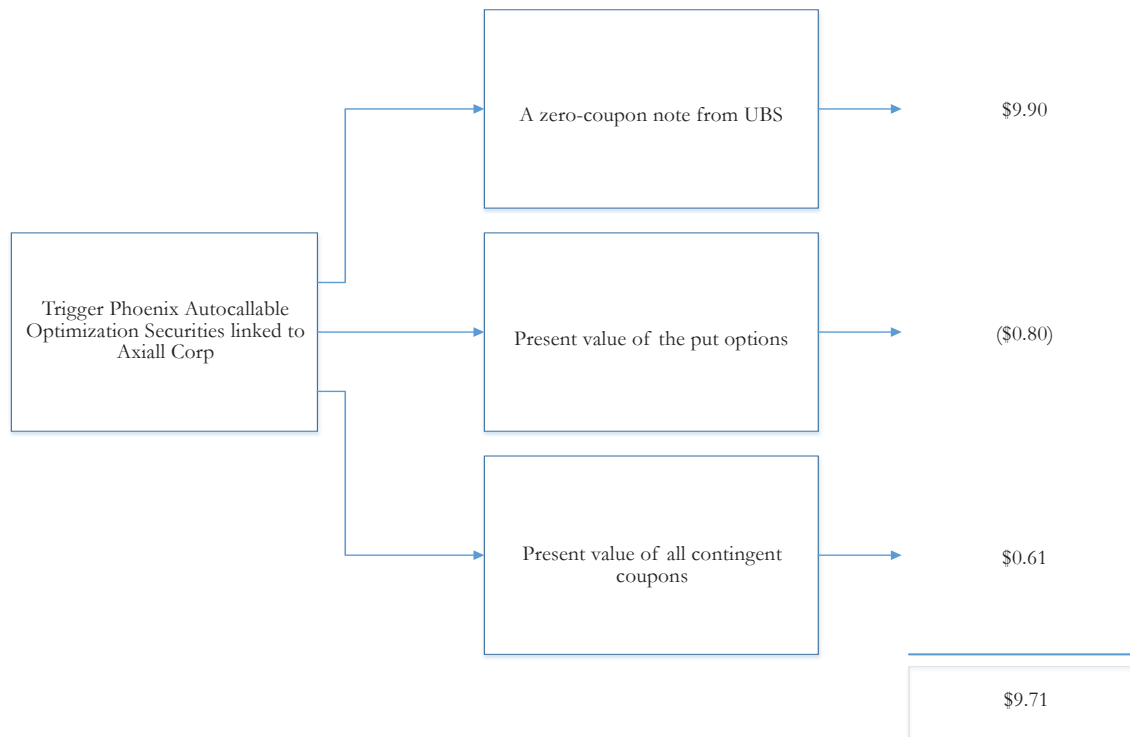 A zero-coupon note from UBS
$9.90
Trigger Phoenix Autocallable
Optimization Securities linked to
Axiall Corp
Present value of the put options
($0.80)
Present value of all contingent
coupons
$0.61
$9.71